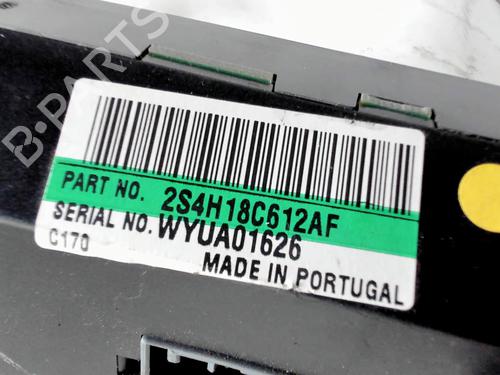 B-PARTS
PART NO. 2S4H18C612AF
SERIAL NO. WYUA01626
C170
MADE IN PORTUGAL